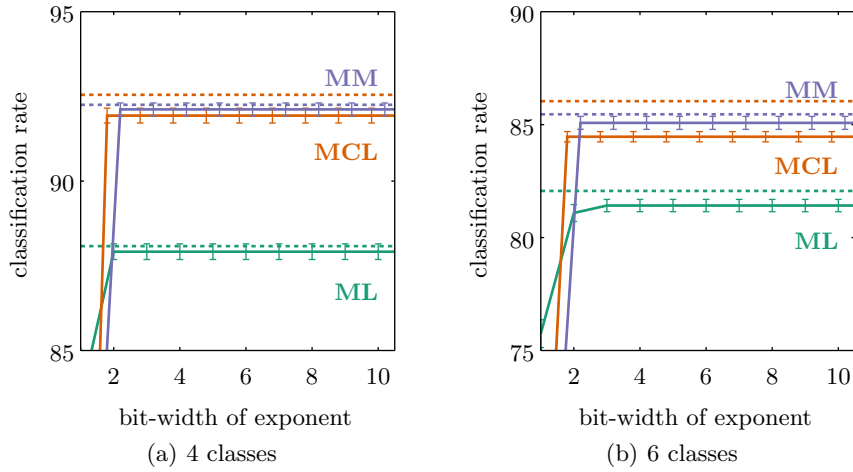 95
90
85
classification rate
MM
MCL
ML
2 4 6 8 10
bit-width of exponent
(a) 4 classes
90
85
80
75
classification rate
MM
MCL
ML
2 4 6 8 10
bit-width of exponent
(b) 6 classes